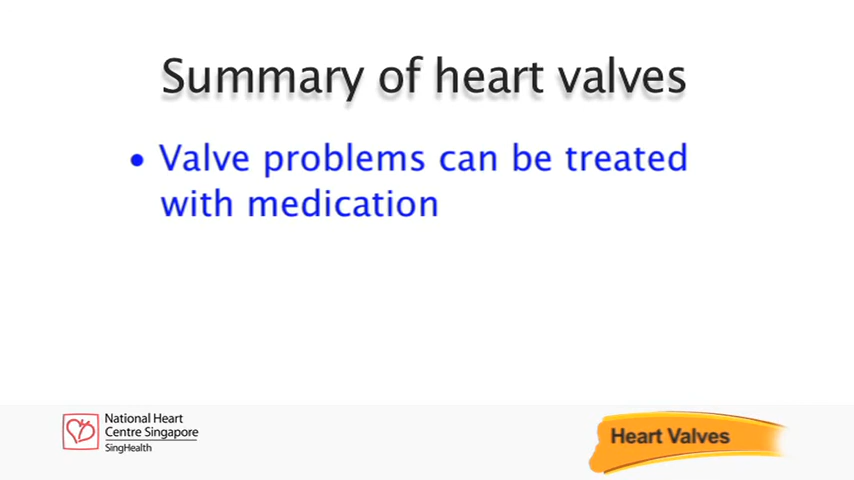 Summary of heart valves
• Valve problems can be treated
with medication
National Heart
Centre Singapore
SingHealth
Heart Valves